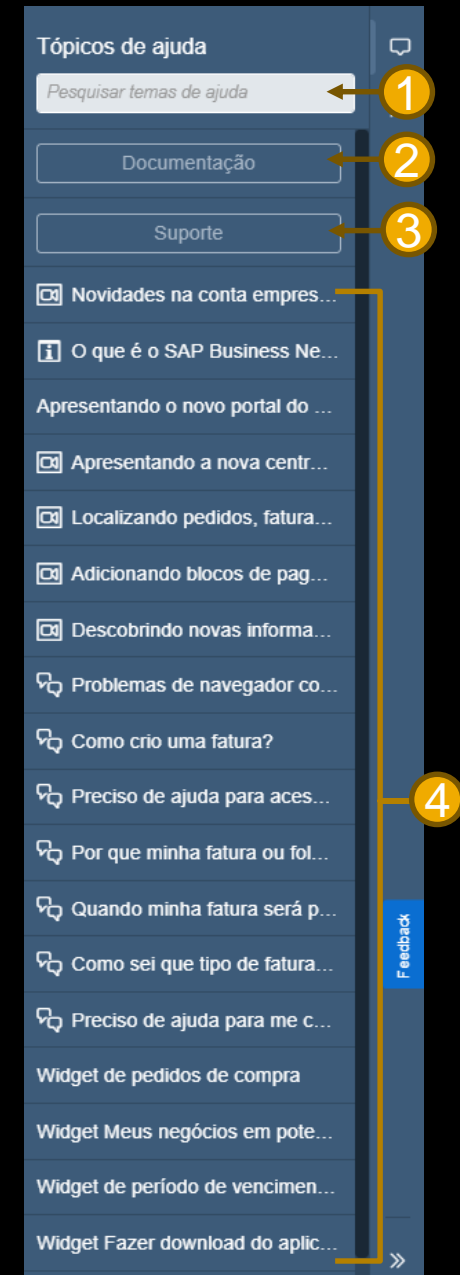 Tópicos de ajuda
Pesquisar temas de ajuda
1
Documentação
2
Suporte
3
Novidades na conta empres...
O que é o SAP Business Ne...
Apresentando o novo portal do ...
Apresentando a nova centr...
Localizando pedidos, fatura...
Adicionando blocos de pag...
Descobrindo novas informa...
Problemas de navegador co...
Como crio uma fatura?
Preciso de ajuda para aces...
4
Por que minha fatura ou fol...
Quando minha fatura será p...
Feedback
Como sei que tipo de fatura...
Preciso de ajuda para me c...
Widget de pedidos de compra
Widget Meus negócios em pote...
Widget de período de vencimen...
Widget Fazer download do aplic...